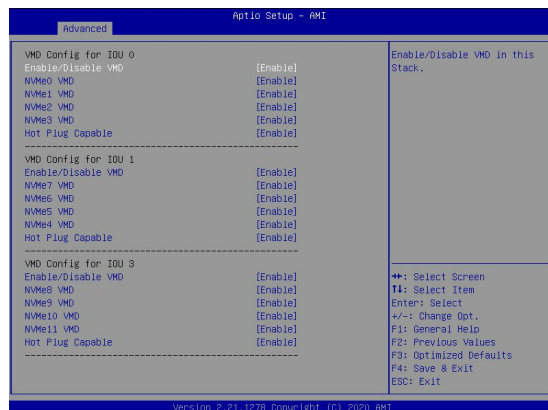 Aptio Setup – AMI
Advanced
VMD Config for IOU 0
Enable/Disable VMD [Enable]
NVMe0 VMD [Enable]
NVMe1 VMD [Enable]
NVMe2 VMD [Enable]
NVMe3 VMD [Enable]
Hot Plug Capable [Enable]
VMD Config for IOU 1
Enable/Disable VMD [Enable]
NVMe7 VMD [Enable]
NVMe6 VMD [Enable]
NVMe5 VMD [Enable]
NVMe4 VMD [Enable]
Hot Plug Capable [Enable]
VMD Config for IOU 3
Enable/Disable VMD [Enable]
NVMe8 VMD [Enable]
NVMe9 VMD [Enable]
NVMe10 VMD [Enable]
NVMe11 VMD [Enable]
Hot Plug Capable [Enable]
Enable/Disable VMD in this
Stack.
→←: Select Screen
↑↓: Select Item
Enter: Select
+/-: Change Opt.
F1: General Help
F2: Previous Values
F3: Optimized Defaults
F4: Save & Exit
ESC: Exit
Version 2.21.1278 Copyright (C) 2020 AMI